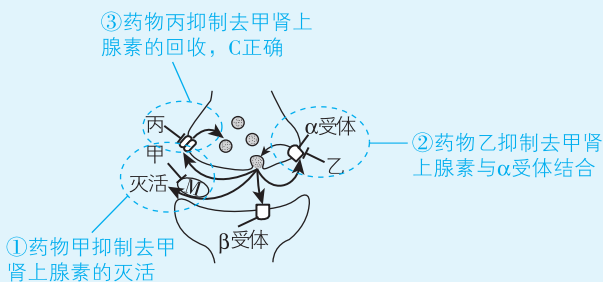 ③药物丙抑制去甲肾上
腺素的回收，C正确
丙
甲
灭活
M
α受体
乙
β受体
②药物乙抑制去甲肾
上腺素与α受体结合
①药物甲抑制去甲
肾上腺素的灭活